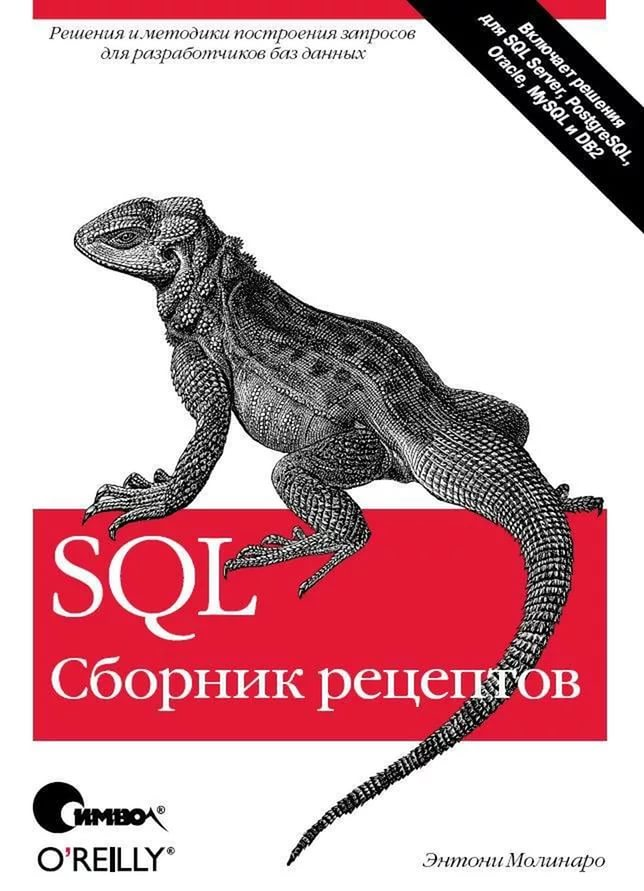 Решения и методики построения запросов
для разработчиков баз данных
Включает решения
для SQL Server, PostgreSQL,
Oracle, MySQL и DB2
SQL
Сборник рецептов
Символ®
O'REILLY®
Энтони Молинаро